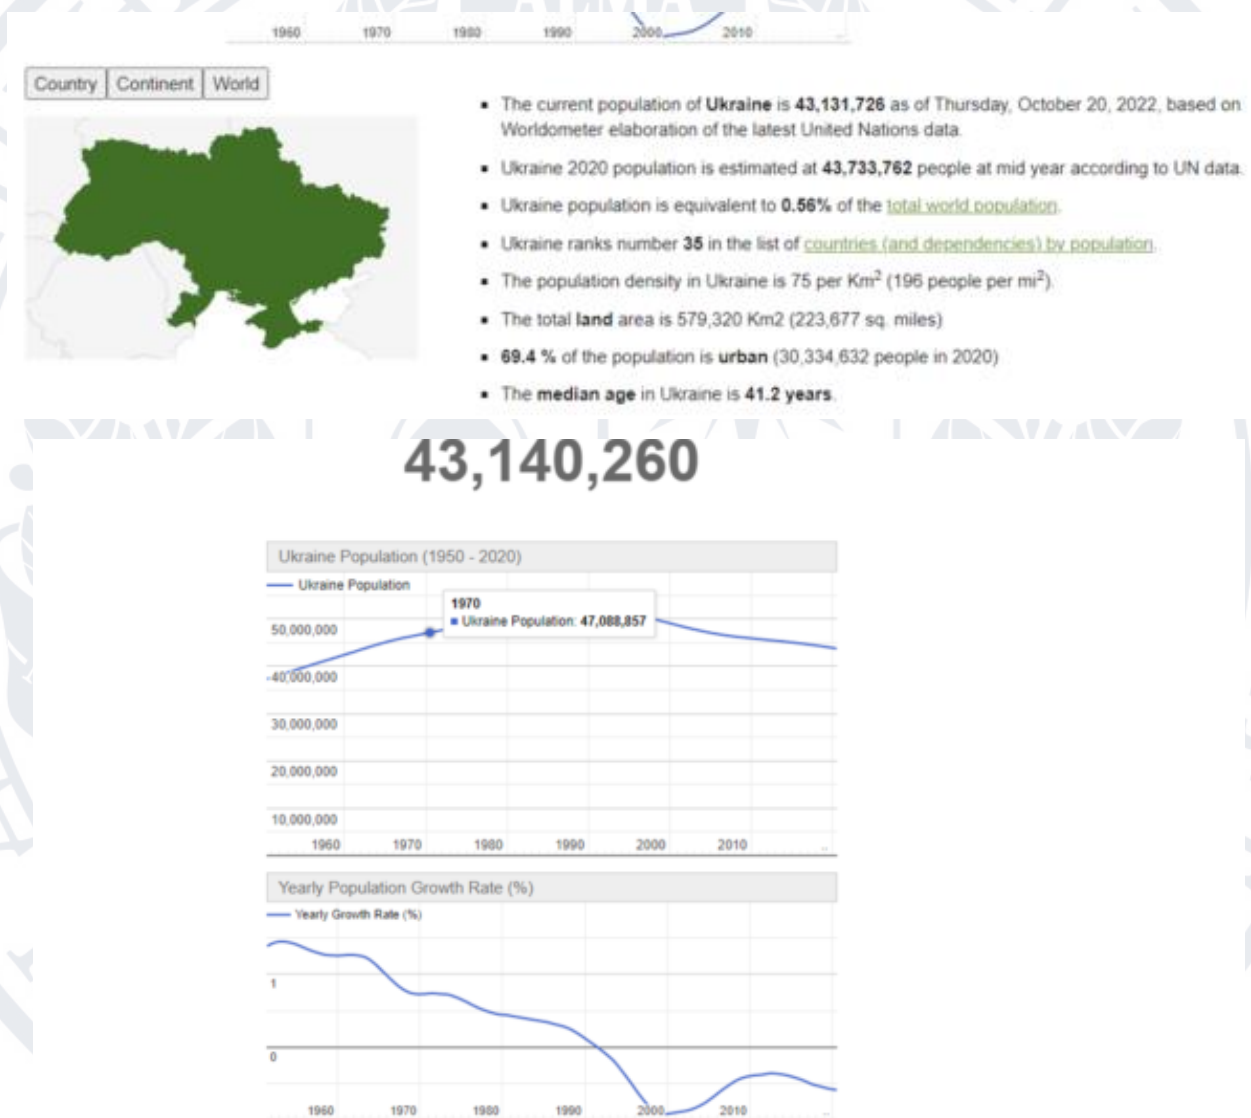 1960 1970 1980 1990 2000 2010
Country Continent World
▪ The current population of Ukraine is 43,131,726 as of Thursday, October 20, 2022, based on
Worldometer elaboration of the latest United Nations data.
▪ Ukraine 2020 population is estimated at 43,733,762 people at mid year according to UN data.
▪ Ukraine population is equivalent to 0.56% of the total world population.
▪ Ukraine ranks number 35 in the list of countries (and dependencies) by population.
▪ The population density in Ukraine is 75 per Km² (196 people per mi²).
▪ The total land area is 579,320 Km2 (223,677 sq. miles)
▪ 69.4 % of the population is urban (30,334,632 people in 2020)
▪ The median age in Ukraine is 41.2 years.
43,140,260
Ukraine Population (1950 - 2020)
Ukraine Population
1970
Ukraine Population: 47,088,857
50,000,000
40,000,000
30,000,000
20,000,000
10,000,000
1960 1970 1980 1990 2000 2010 ..
Yearly Population Growth Rate (%)
Yearly Growth Rate (%)
1
0
1960 1970 1980 1990 2000 2010 ..